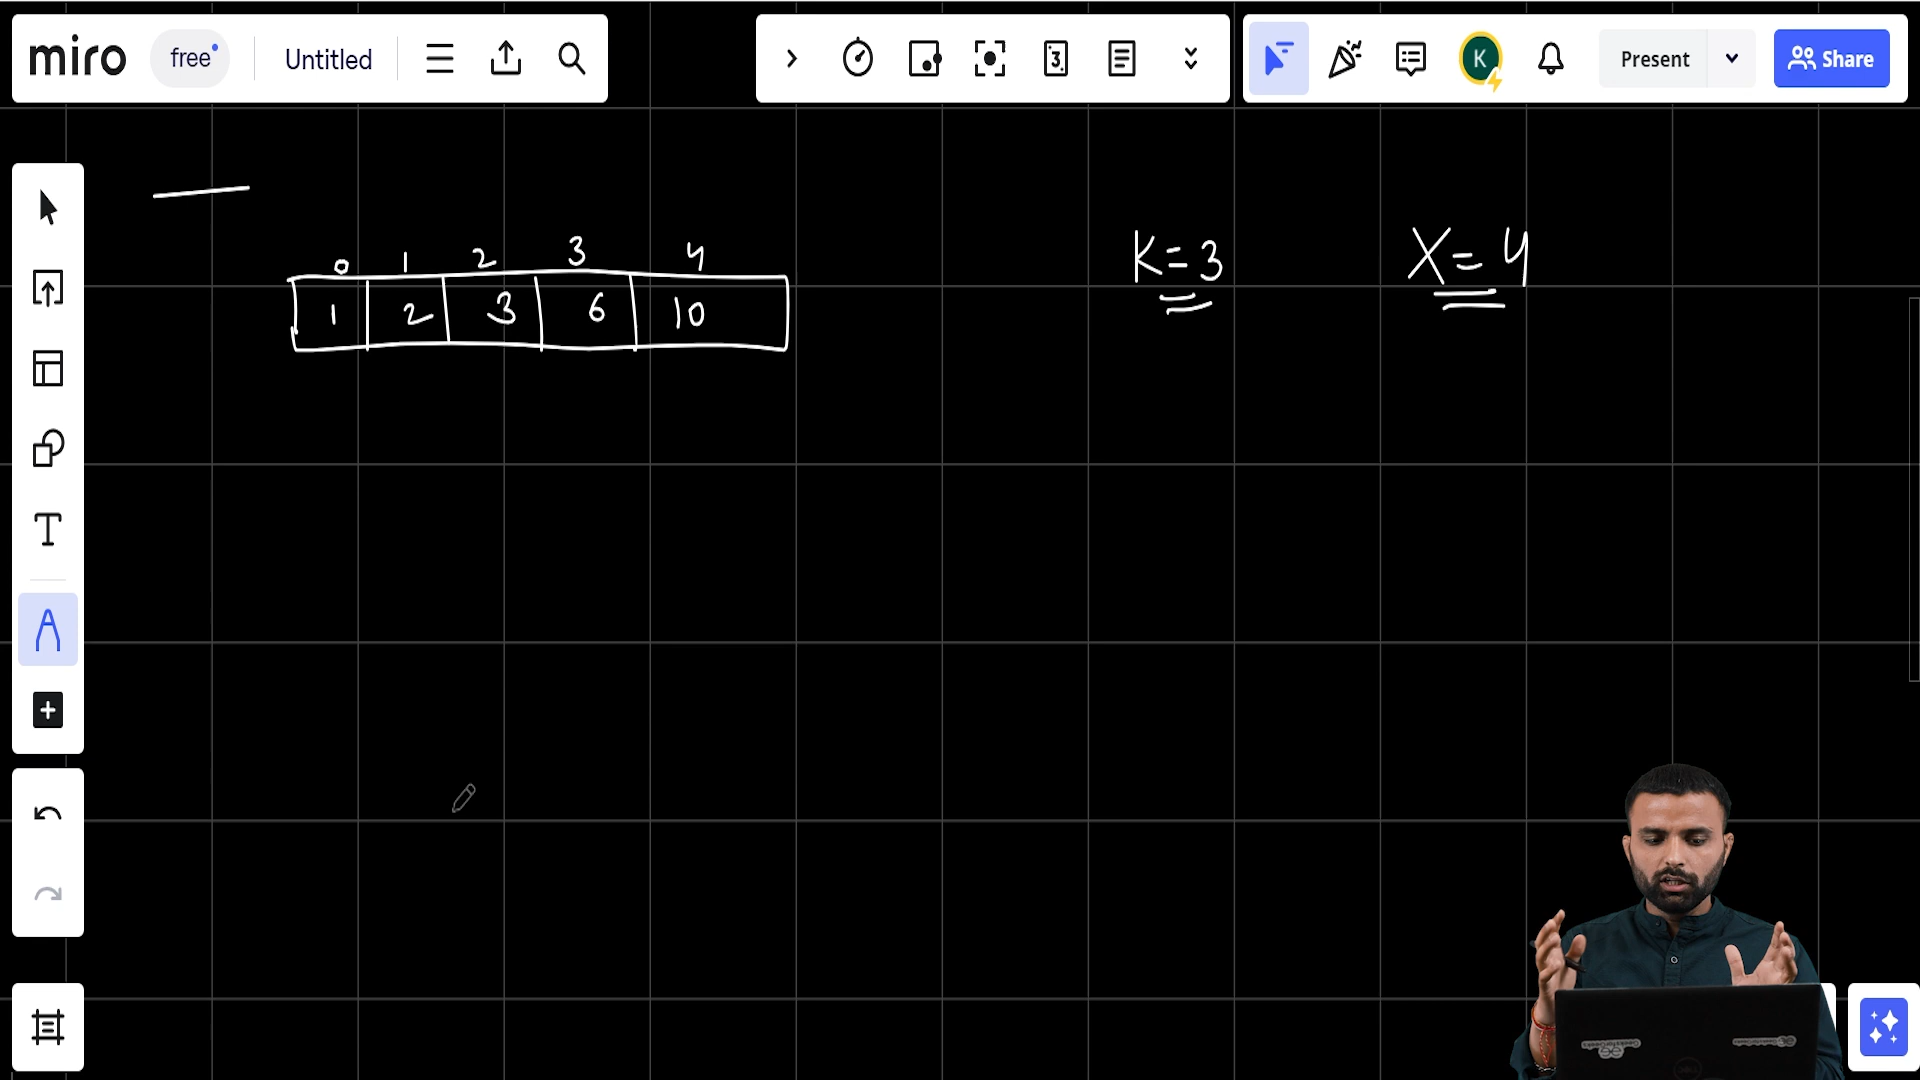 miro free Untitled Present Share
K
0 1 2 3 4
1 2 3 6 10
K=3 X=4